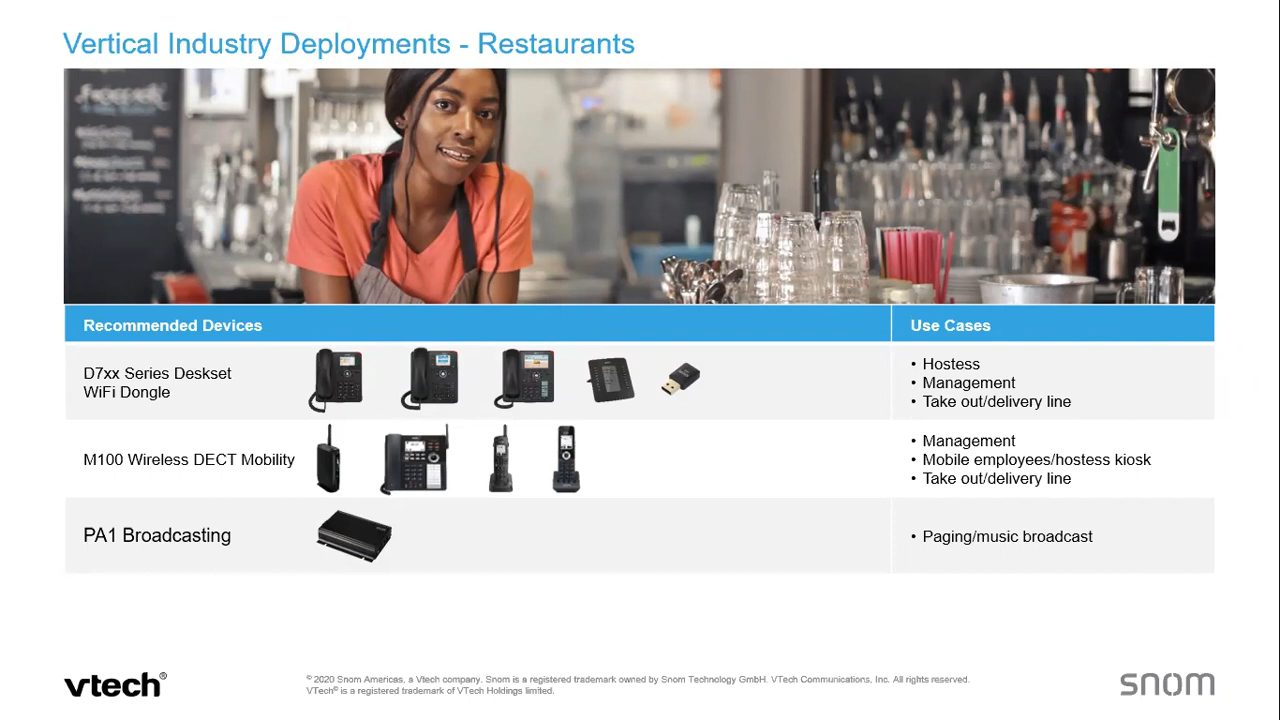 Vertical Industry Deployments - Restaurants
Recommended Devices
Use Cases
D7xx Series Deskset
WiFi Dongle
• Hostess
• Management
• Take out/delivery line
M100 Wireless DECT Mobility
• Management
• Mobile employees/hostess kiosk
• Take out/delivery line
PA1 Broadcasting
• Paging/music broadcast
vtech®
© 2020 Snom Americas, a Vtech company. Snom is a registered trademark owned by Snom Technology GmbH. VTech Communications, Inc. All rights reserved.
VTech® is a registered trademark of VTech Holdings limited.
snom